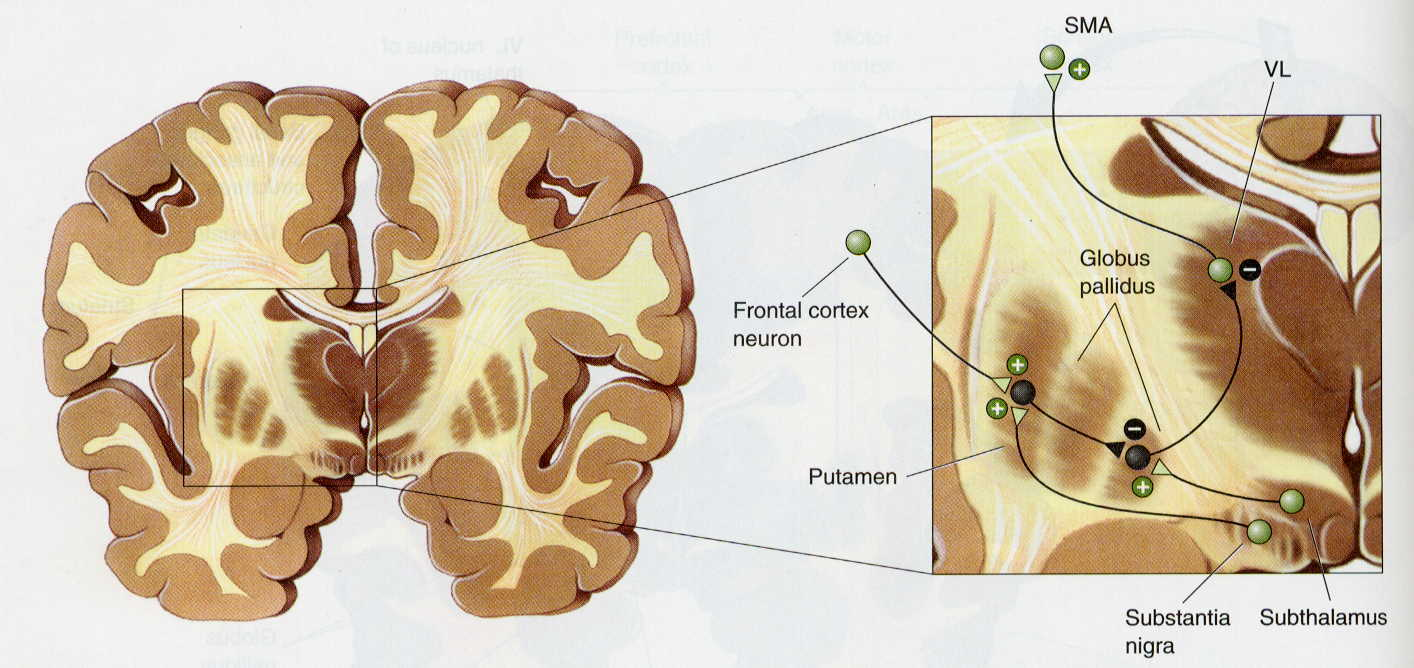 SMA
VL
Globus
pallidus
Frontal cortex
neuron
Putamen
Substantia
nigra
Subthalamus